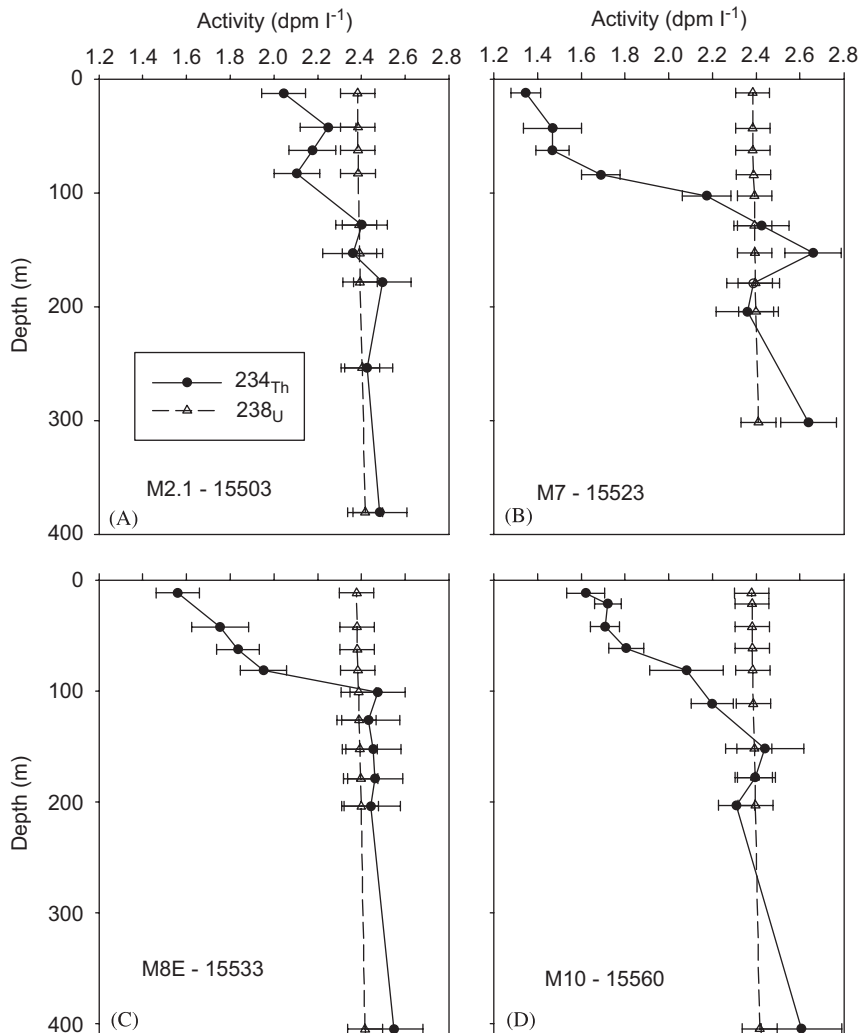 Activity (dpm l-1)
1.2 1.4 1.6 1.8 2.0 2.2 2.4 2.6 2.8
Activity (dpm l-1)
1.2 1.4 1.6 1.8 2.0 2.2 2.4 2.6 2.8
0
100
200
300
400
Depth (m)
234Th
238U
M2.1 - 15503
(A)
M7 - 15523
(B)
0
100
200
300
400
Depth (m)
M8E - 15533
(C)
M10 - 15560
(D)